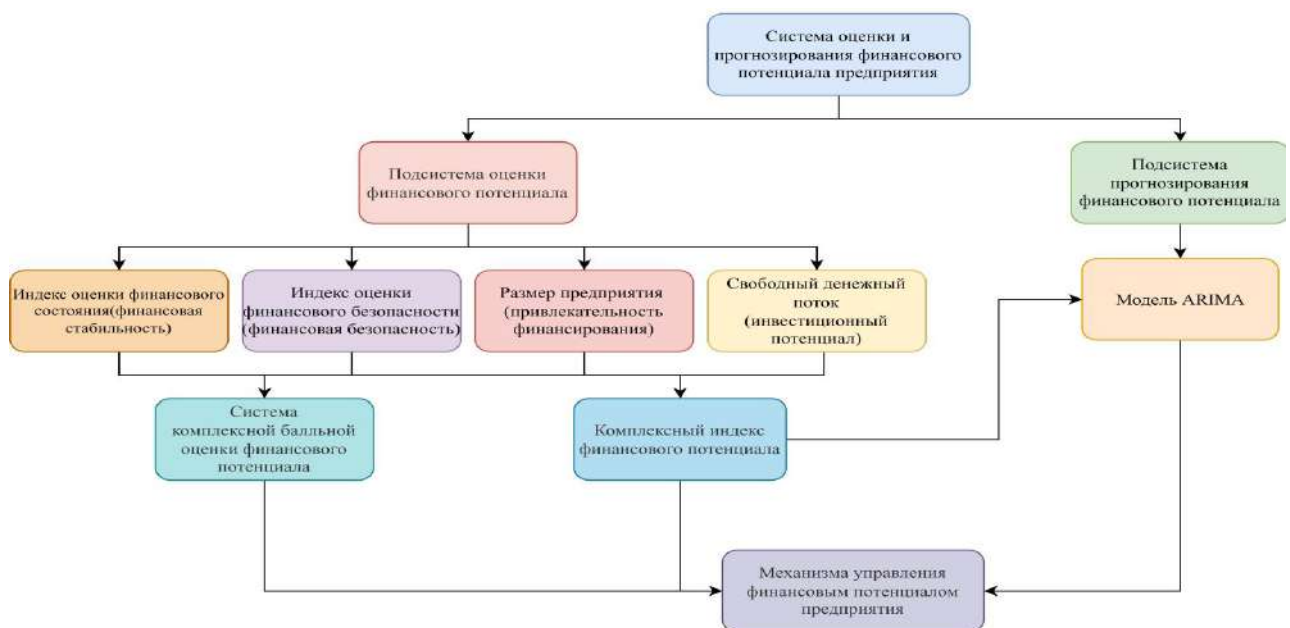 Система оценки и
прогнозирования финансового
потенциала предприятия
Подсистема оценки
финансового потенциала
Подсистема
прогнозирования
финансового потенциала
Индекс оценки финансового
состояния(финансовая
стабильность)
Индекс оценки
финансового безопасности
(финансовая безопасность)
Размер предприятия
(привлекательность
финансирования)
Свободный денежный
поток
(инвестиционный
потенциал)
Модель ARIMA
Система
комплексной балльной
оценки финансового
потенциала
Комплексный индекс
финансового потенциала
Механизма управления
финансовым потенциалом
предприятия